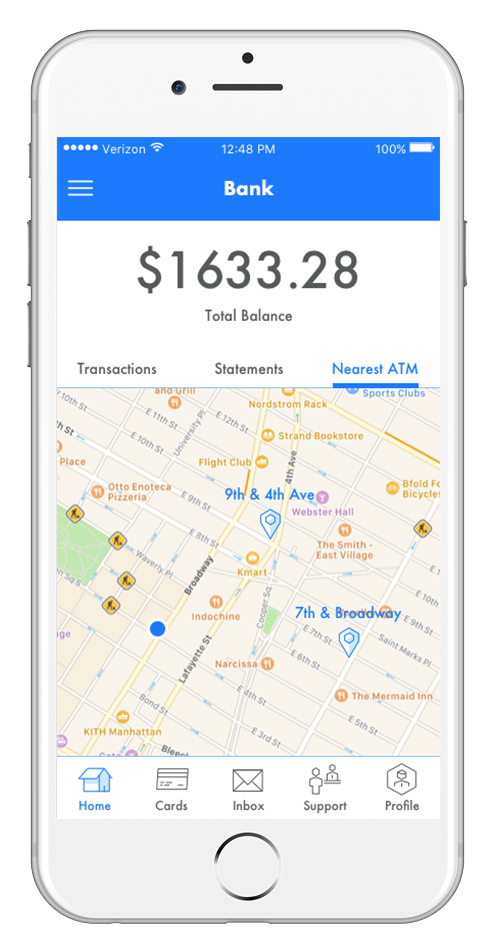 Verizon
12:48 PM
100%
Bank
$1633.28
Total Balance
Transactions
Statements
Nearest ATM
and Grill
Sports Clubs
E 10th St
Nordstrom Rack
E 11th St
E 12th St
University Pl
Strand Bookstore
E 10th St
4th Ave
Place
Flight Club
Otto Enoteca
Pizzeria
Bfold Fo
Bicycles
E 9th St
9th & 4th Ave
Webster Hall
E 8th St
The Smith -
East Village
Waverly Pl
Broadway
Kmart
Indochine
Cooper Sq
7th & Broadway
E 7th St
E 9th St
Lafayette St
Saint Marks Pl
E 6th St
Narcissa
E 4th St
The Mermaid Inn
Bond St
E 5th St
KITH Manhattan
E 3rd St
Home
Cards
Inbox
Support
Profile